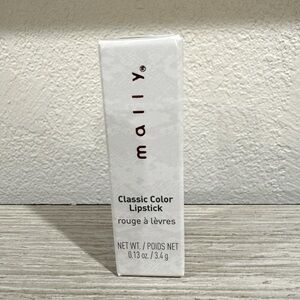 mally®
Classic Color
Lipstick
rouge à lèvres
NET WT. / POIDS NET
0.13 oz. / 3.4 g